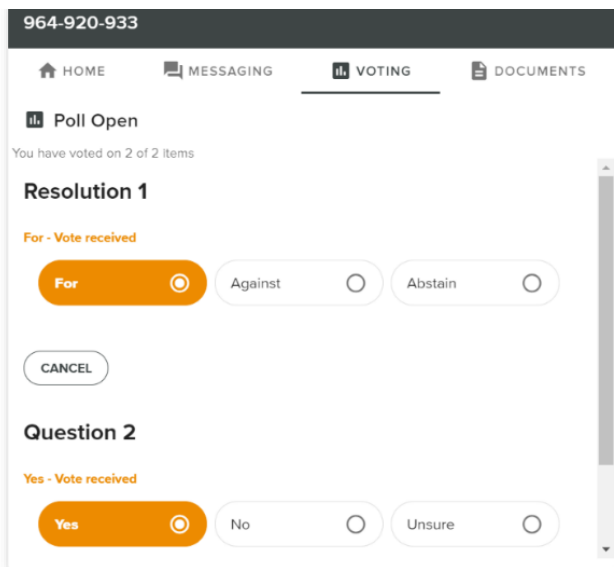 964-920-933
HOME MESSAGING VOTING DOCUMENTS
Poll Open
You have voted on 2 of 2 items
Resolution 1
For - Vote received
For Against Abstain
CANCEL
Question 2
Yes - Vote received
Yes No Unsure